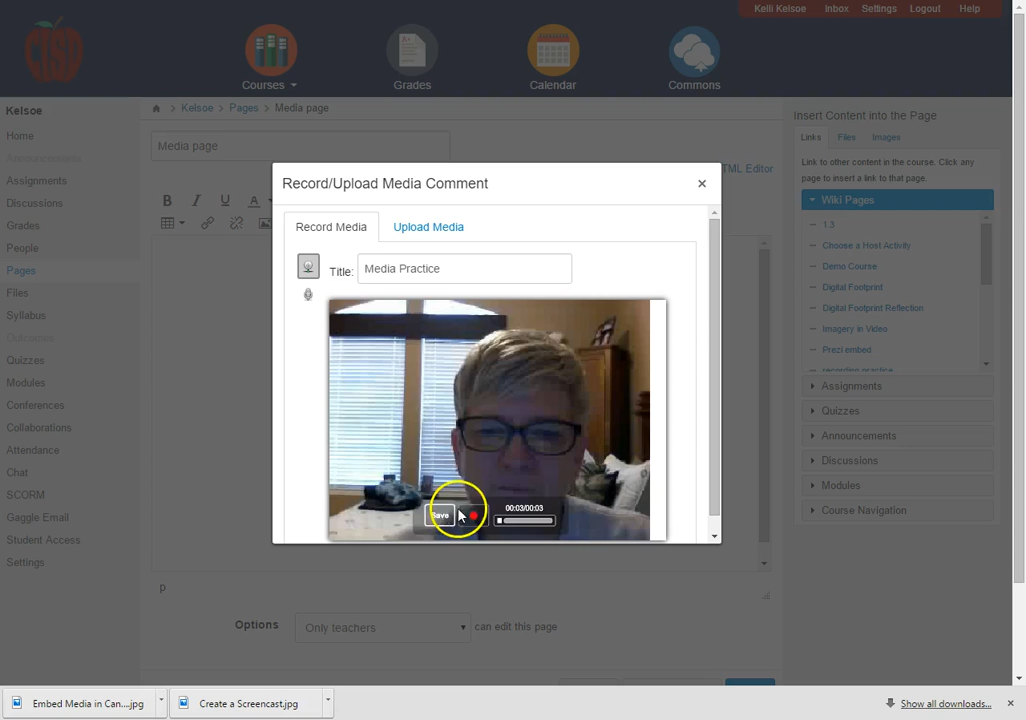 Kelli Kelsoe Inbox Settings Logout Help
CISD
Courses Grades Calendar Commons
Kelsoe
Home
Announcements
Assignments
Discussions
Grades
People
Pages
Files
Syllabus
Outcomes
Quizzes
Modules
Conferences
Collaborations
Attendance
Chat
SCORM
Gaggle Email
Student Access
Settings
> Kelsoe > Pages > Media page
Media page
HTML Editor
B I U A
Record/Upload Media Comment ×
Record Media Upload Media
Title: Media Practice
Save 00:03/00:03
p
Options Only teachers can edit this page
Insert Content into the Page
Links Files Images
Link to other content in the course. Click any
page to insert a link to that page.
Wiki Pages
1.3
Choose a Host Activity
Demo Course
Digital Footprint
Digital Footprint Reflection
Imagery in Video
Prezi embed
recording practice
Assignments
Quizzes
Announcements
Discussions
Modules
Course Navigation
Embed Media in Can....jpg Create a Screencast.jpg Show all downloads... ×